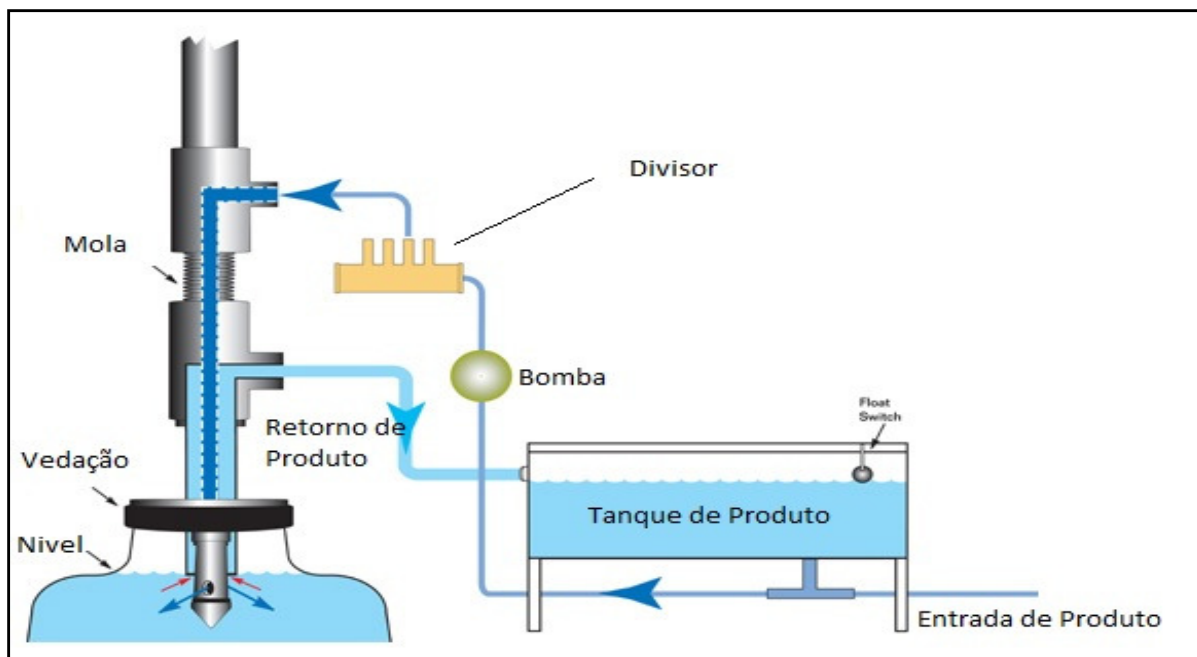 Divisor
Mola
Bomba
Float
Switch
Retorno de
Produto
Vedação
Tanque de Produto
Nivel
Entrada de Produto